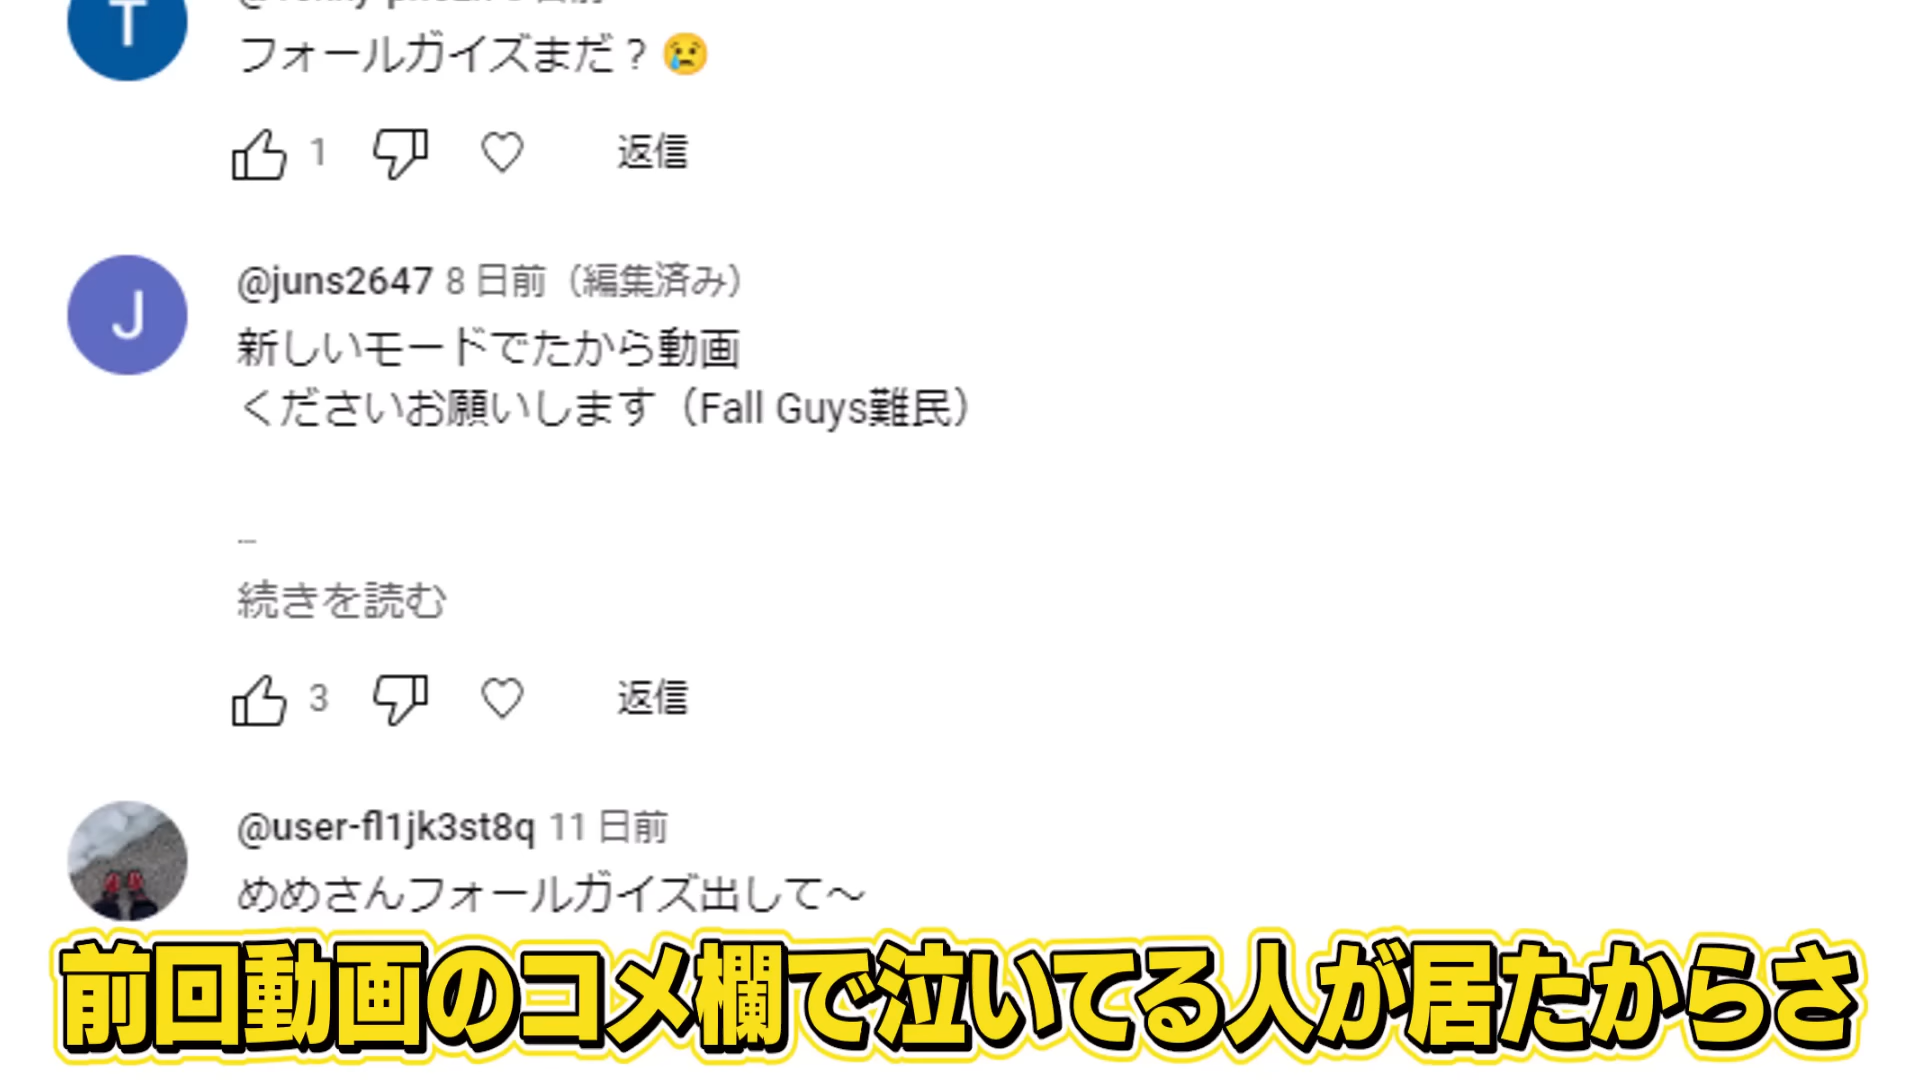 T
フォールガイズまだ？😢
1
返信
J
@juns2647 8 日前（編集済み）
新しいモードでたから動画
くださいお願いします（Fall Guys難民）
...
続きを読む
3
返信
@user-fl1jk3st8q 11 日前
めめさんフォールガイズ出して〜
前回動画のコメ欄で泣いてる人が居たからさ